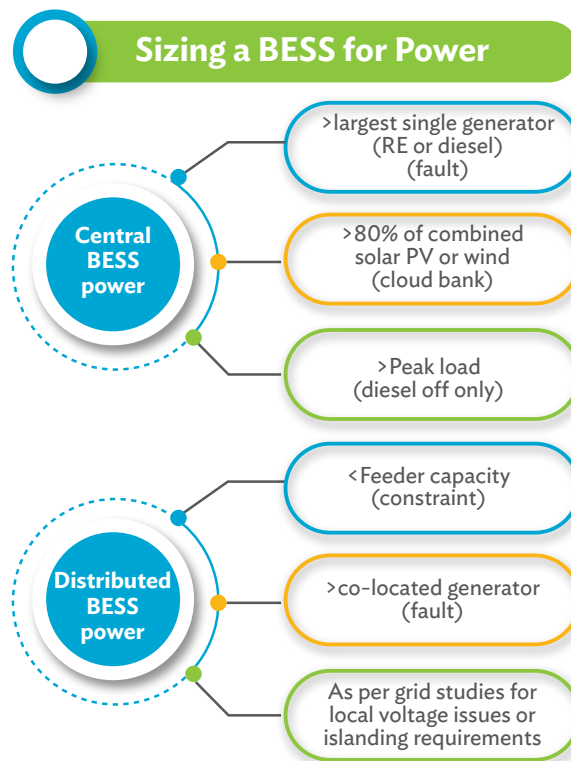 Sizing a BESS for Power
>largest single generator
(RE or diesel)
(fault)
Central
BESS
power
>80% of combined
solar PV or wind
(cloud bank)
>Peak load
(diesel off only)
<Feeder capacity
(constraint)
Distributed
BESS
power
>co-located generator
(fault)
As per grid studies for
local voltage issues or
islanding requirements